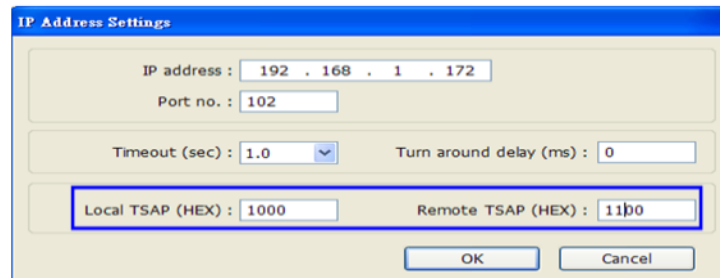 IP Address Settings
IP address : 192 . 168 . 1 . 172
Port no. : 102
Timeout (sec) : 1.0 Turn around delay (ms) : 0
Local TSAP (HEX) : 1000 Remote TSAP (HEX) : 1100
OK Cancel